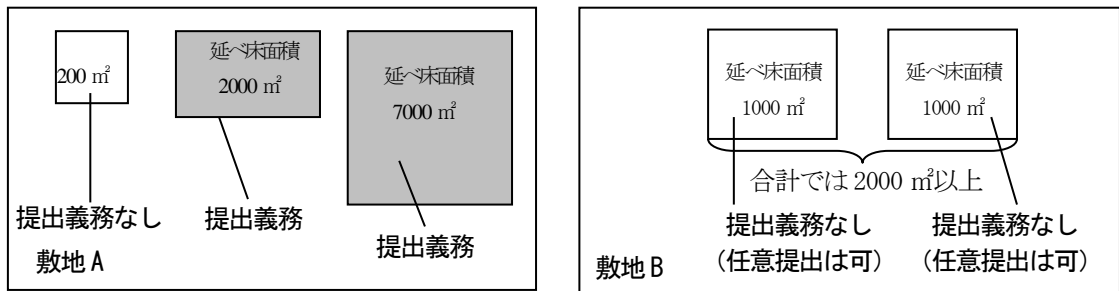 200 ㎡
延べ床面積
2000 ㎡
延べ床面積
7000 ㎡
提出義務なし
提出義務
提出義務
敷地 A
延べ床面積
1000 ㎡
延べ床面積
1000 ㎡
合計では 2000 ㎡以上
提出義務なし
（任意提出は可）
提出義務なし
（任意提出は可）
敷地 B